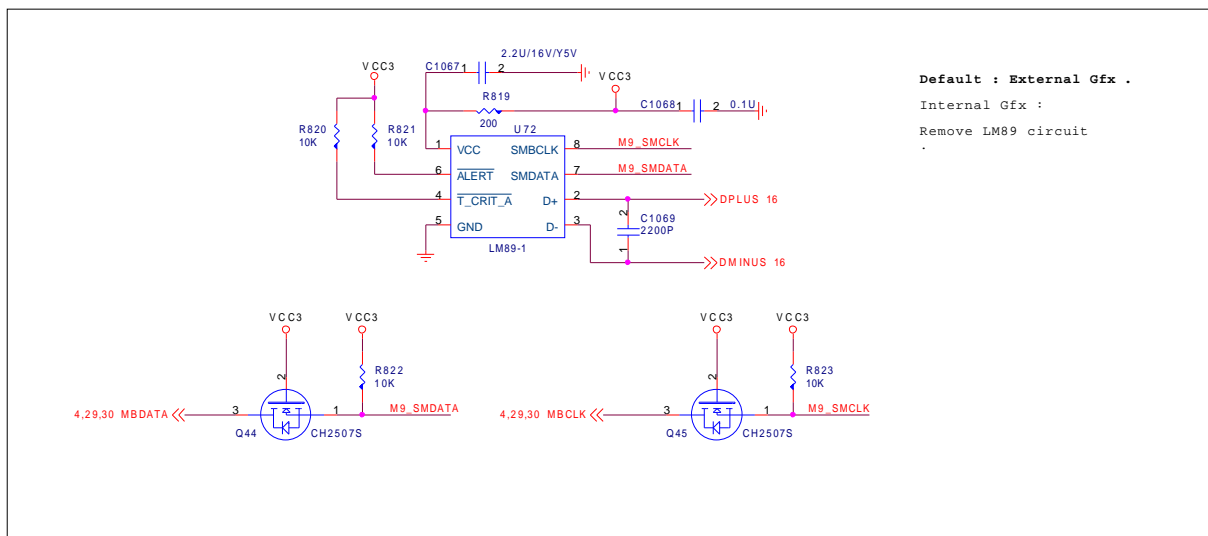 2.2U/16V/Y5V
C1067 1 2
VCC3
VCC3
Default : External Gfx .
R819
200
C1068 1 2 0.1U
Internal Gfx :
R820
10K
R821
10K
U72
Remove LM89 circuit
.
1 VCC SMBCLK 8 M9_SMCLK
6 ALERT SMDATA 7 M9_SMDATA
4 T_CRIT_A D+ 2 DPLUS 16
2
C1069
2200P
1
5 GND D- 3
LM89-1
DMINUS 16
VCC3 VCC3 VCC3 VCC3
R822
10K
R823
10K
2 2
4,29,30 MBDATA 3 1 M9_SMDATA
4,29,30 MBCLK 3 1 M9_SMCLK
Q44 CH2507S
Q45 CH2507S